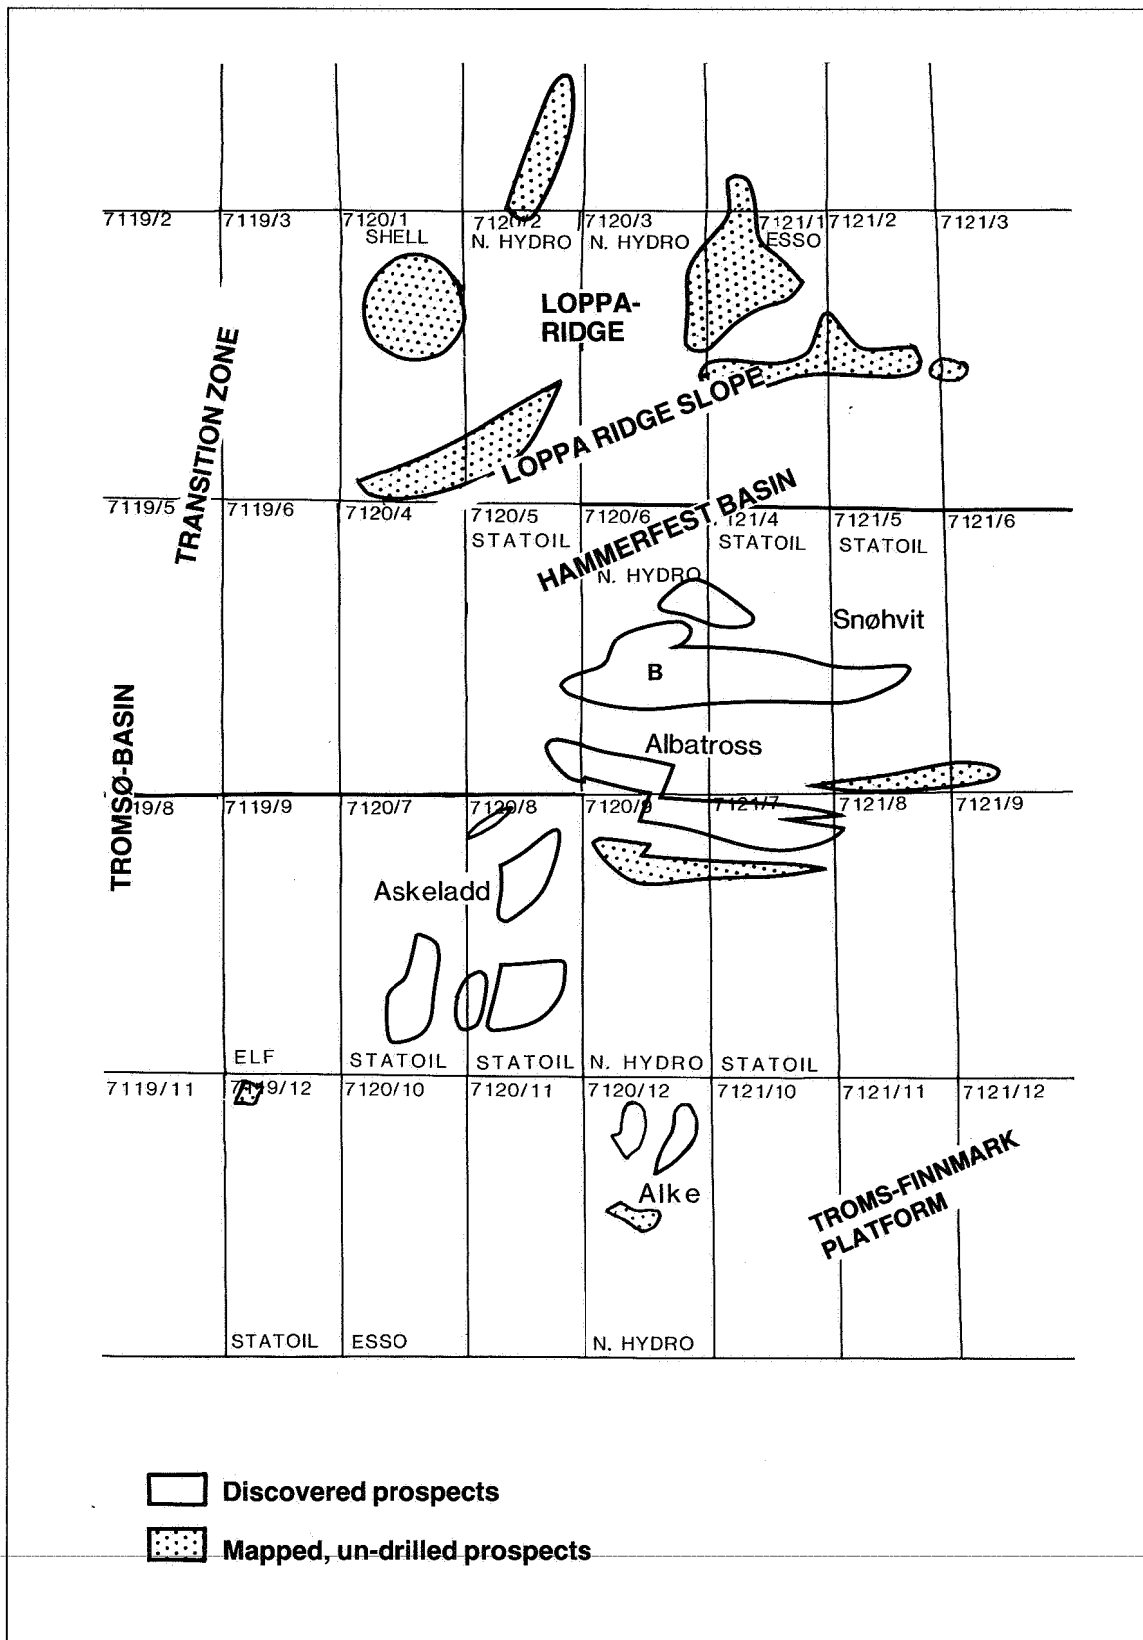 7119/2 7119/3 7120/1 7120/2 7120/3 7121/1 7121/2 7121/3
SHELL N. HYDRO N. HYDRO ESSO
LOPPA-
RIDGE
TRANSITION ZONE
LOPPA RIDGE SLOPE
7119/5 7119/6 7120/4 7120/5 7120/6 121/4 7121/5 7121/6
STATOIL STATOIL STATOIL
HAMMERFEST BASIN
N. HYDRO
Snøhvit
B
TROMSØ-BASIN
Albatross
19/8 7119/9 7120/7 7120/8 7120/9 7121/7 7121/8 7121/9
Askeladd
ELF STATOIL STATOIL N. HYDRO STATOIL
7119/11 7119/12 7120/10 7120/11 7120/12 7121/10 7121/11 7121/12
Alke
TROMS-FINNMARK
PLATFORM
STATOIL ESSO N. HYDRO
Discovered prospects
Mapped, un-drilled prospects